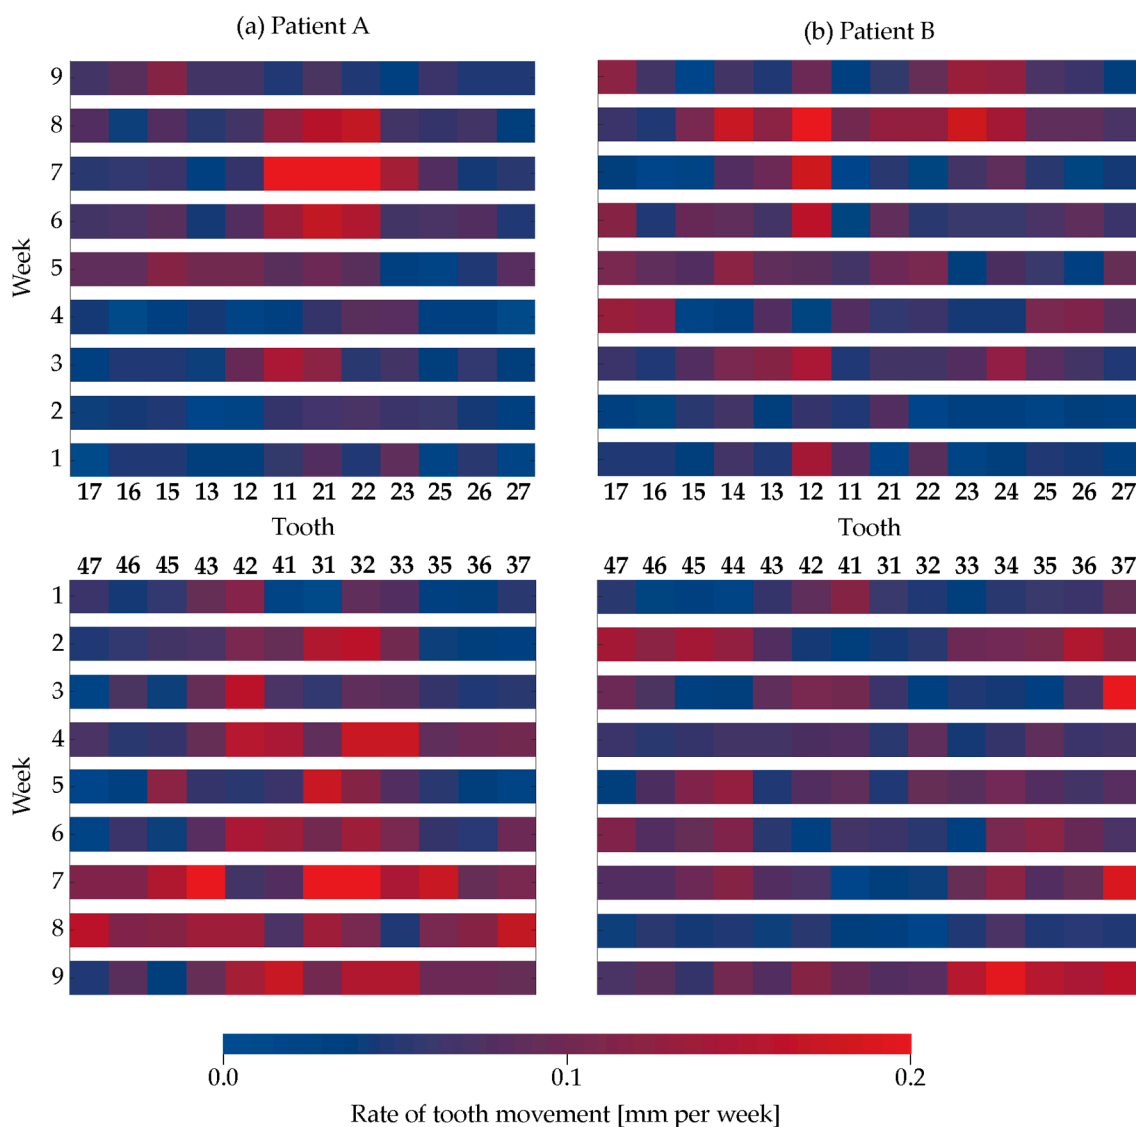 (a) Patient A
(b) Patient B
Week
9
8
7
6
5
4
3
2
1
17 16 15 13 12 11 21 22 23 25 26 27
17 16 15 14 13 12 11 21 22 23 24 25 26 27
Tooth
Tooth
47 46 45 43 42 41 31 32 33 35 36 37
47 46 45 44 43 42 41 31 32 33 34 35 36 37
Week
1
2
3
4
5
6
7
8
9
0.0 0.1 0.2
Rate of tooth movement [mm per week]